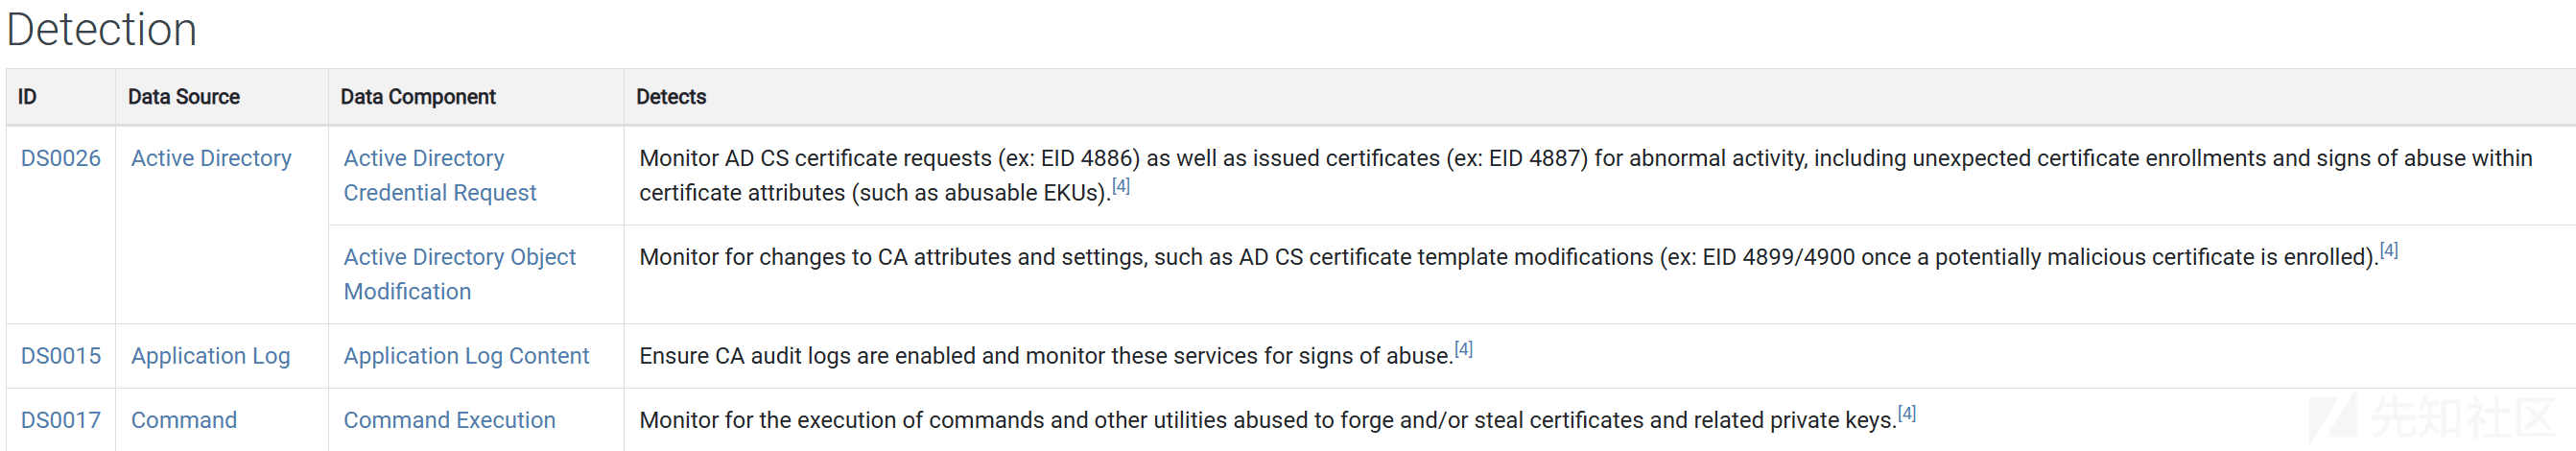 Detection
ID Data Source Data Component Detects
DS0026 Active Directory Active Directory Monitor AD CS certificate requests (ex: EID 4886) as well as issued certificates (ex: EID 4887) for abnormal activity, including unexpected certificate enrollments and signs of abuse within
Credential Request certificate attributes (such as abusable EKUs).[4]
Active Directory Object Monitor for changes to CA attributes and settings, such as AD CS certificate template modifications (ex: EID 4899/4900 once a potentially malicious certificate is enrolled).[4]
Modification
DS0015 Application Log Application Log Content Ensure CA audit logs are enabled and monitor these services for signs of abuse.[4]
DS0017 Command Command Execution Monitor for the execution of commands and other utilities abused to forge and/or steal certificates and related private keys.[4]
先知社区